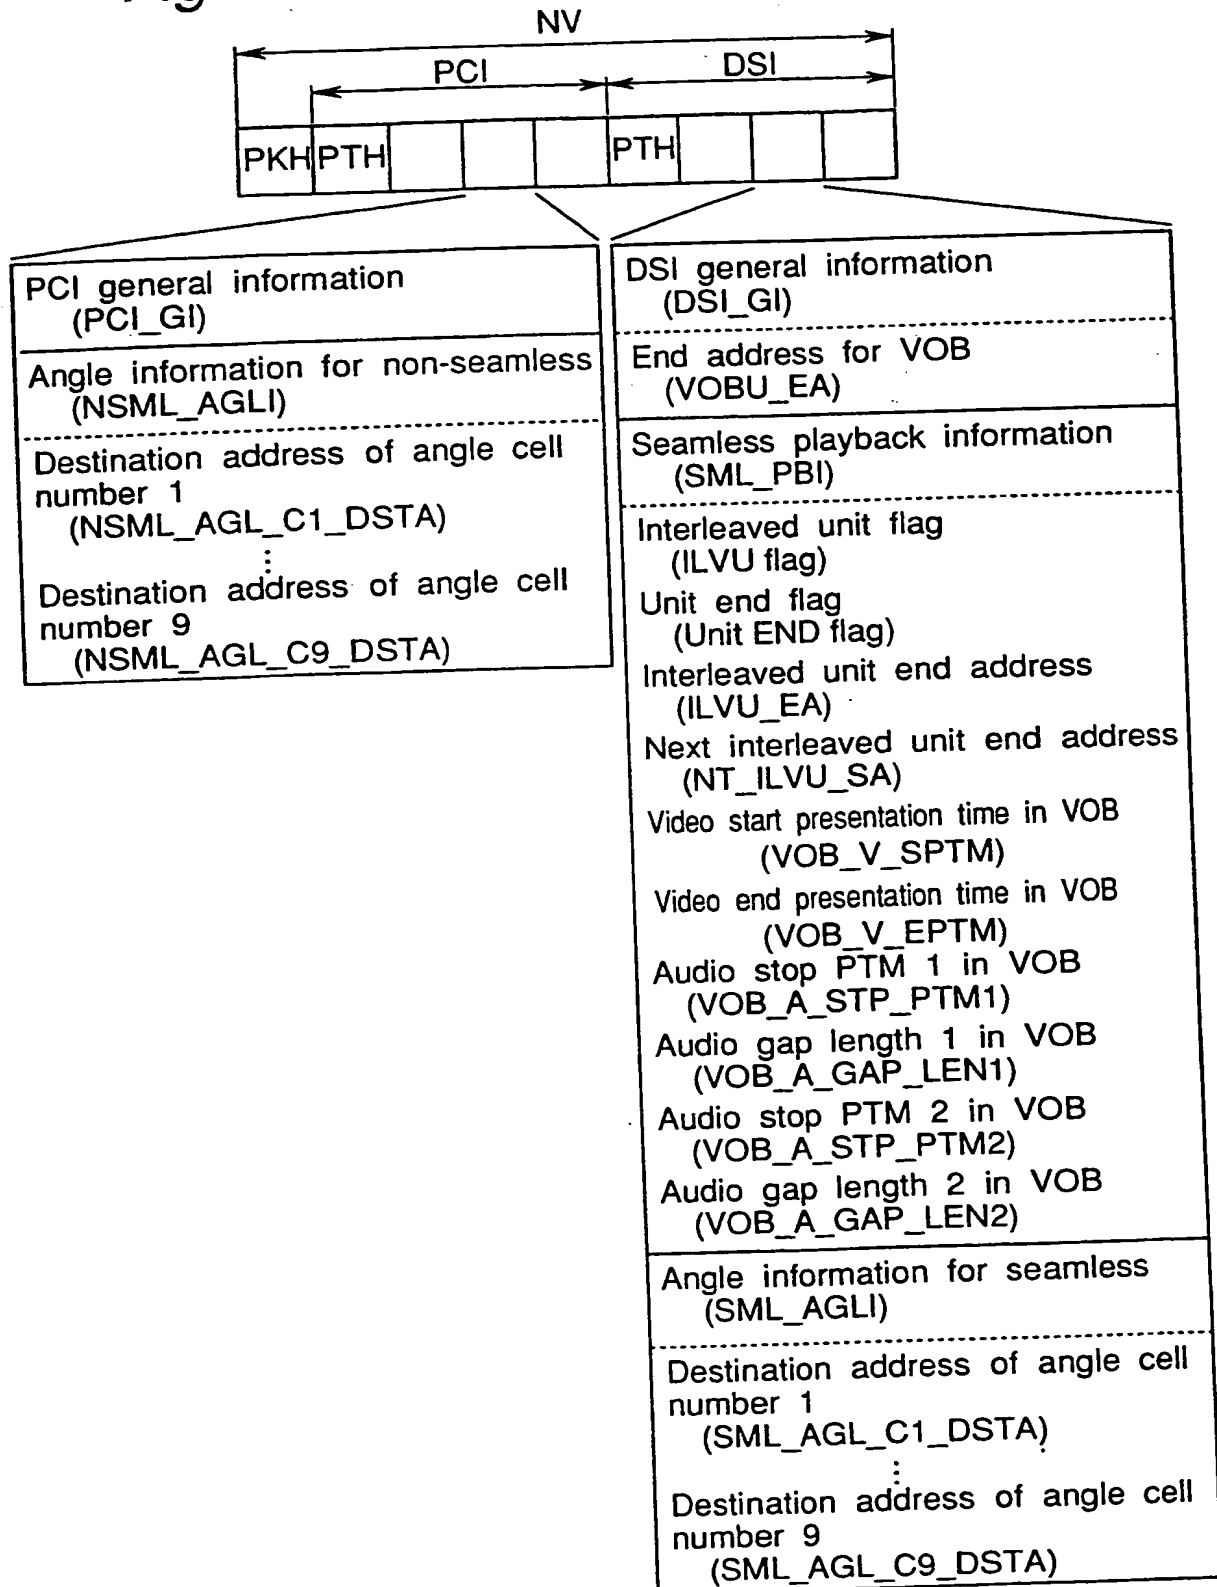 Fig
NV
PCI
DSI
PKH PTH PTH
PCI general information
(PCI_GI)
Angle information for non-seamless
(NSML_AGLI)
Destination address of angle cell
number 1
(NSML_AGL_C1_DSTA)
⋮
Destination address of angle cell
number 9
(NSML_AGL_C9_DSTA)
DSI general information
(DSI_GI)
End address for VOB
(VOBU_EA)
Seamless playback information
(SML_PBI)
Interleaved unit flag
(ILVU flag)
Unit end flag
(Unit END flag)
Interleaved unit end address
(ILVU_EA)
Next interleaved unit end address
(NT_ILVU_SA)
Video start presentation time in VOB
(VOB_V_SPTM)
Video end presentation time in VOB
(VOB_V_EPTM)
Audio stop PTM 1 in VOB
(VOB_A_STP_PTM1)
Audio gap length 1 in VOB
(VOB_A_GAP_LEN1)
Audio stop PTM 2 in VOB
(VOB_A_STP_PTM2)
Audio gap length 2 in VOB
(VOB_A_GAP_LEN2)
Angle information for seamless
(SML_AGLI)
Destination address of angle cell
number 1
(SML_AGL_C1_DSTA)
⋮
Destination address of angle cell
number 9
(SML_AGL_C9_DSTA)